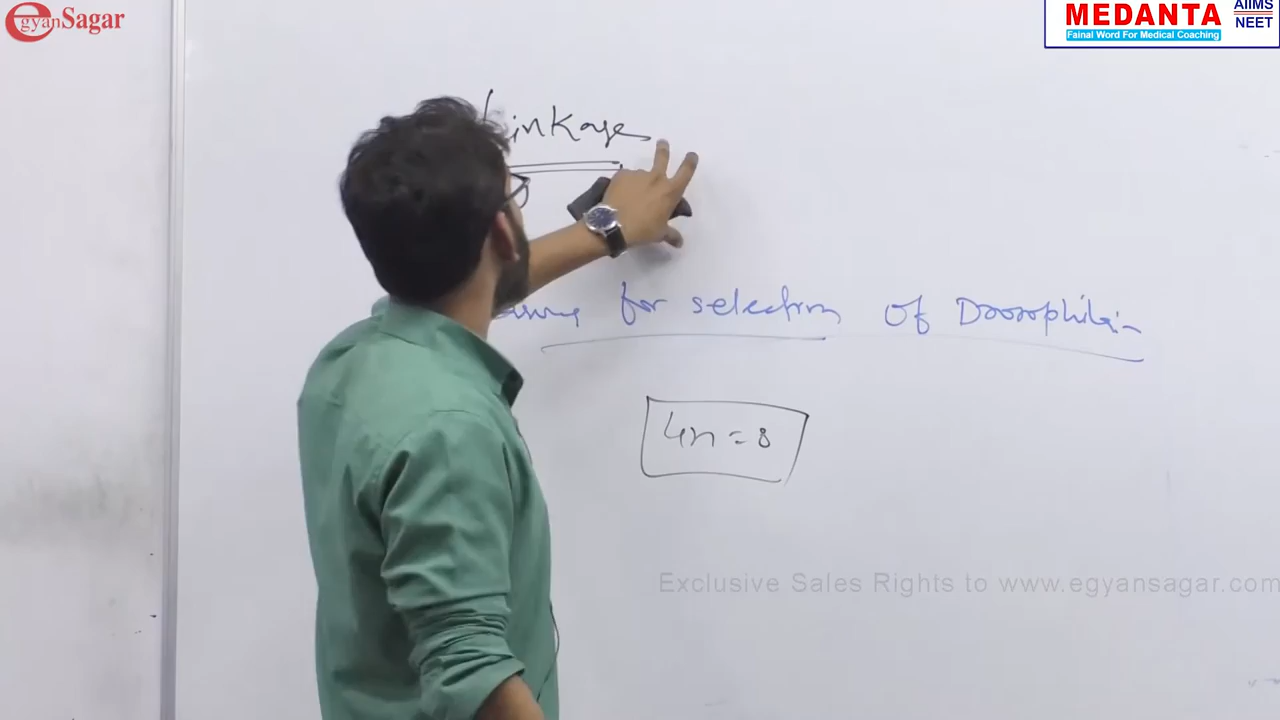 egyanSagar
MEDANTA
AIIMS
NEET
Fainal Word For Medical Coaching
Linkage
for selection of Drosophila:-
4n = 8
Exclusive Sales Rights to www.egyansagar.com